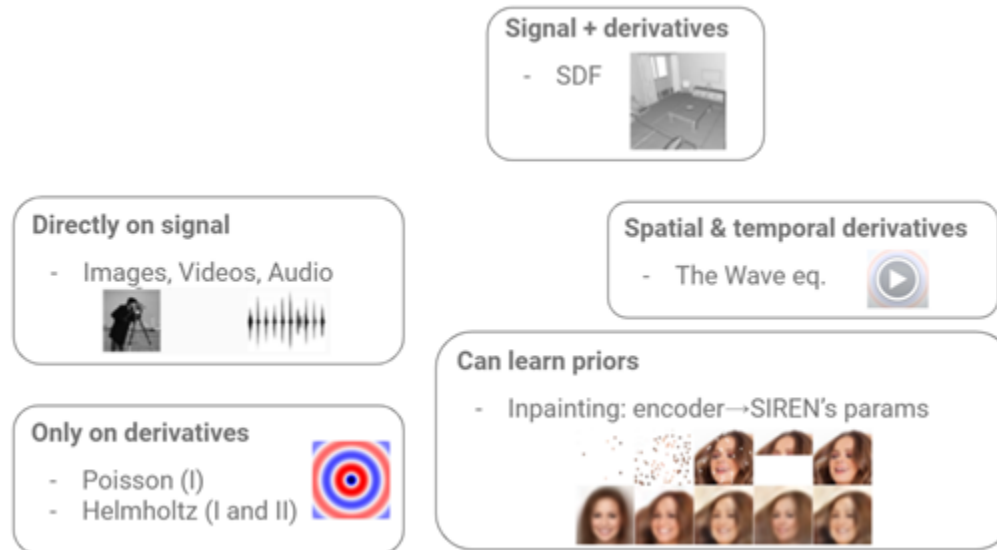 Signal + derivatives
- SDF
Directly on signal
- Images, Videos, Audio
Spatial & temporal derivatives
- The Wave eq.
Can learn priors
- Inpainting: encoder→SIREN's params
Only on derivatives
- Poisson (I)
- Helmholtz (I and II)